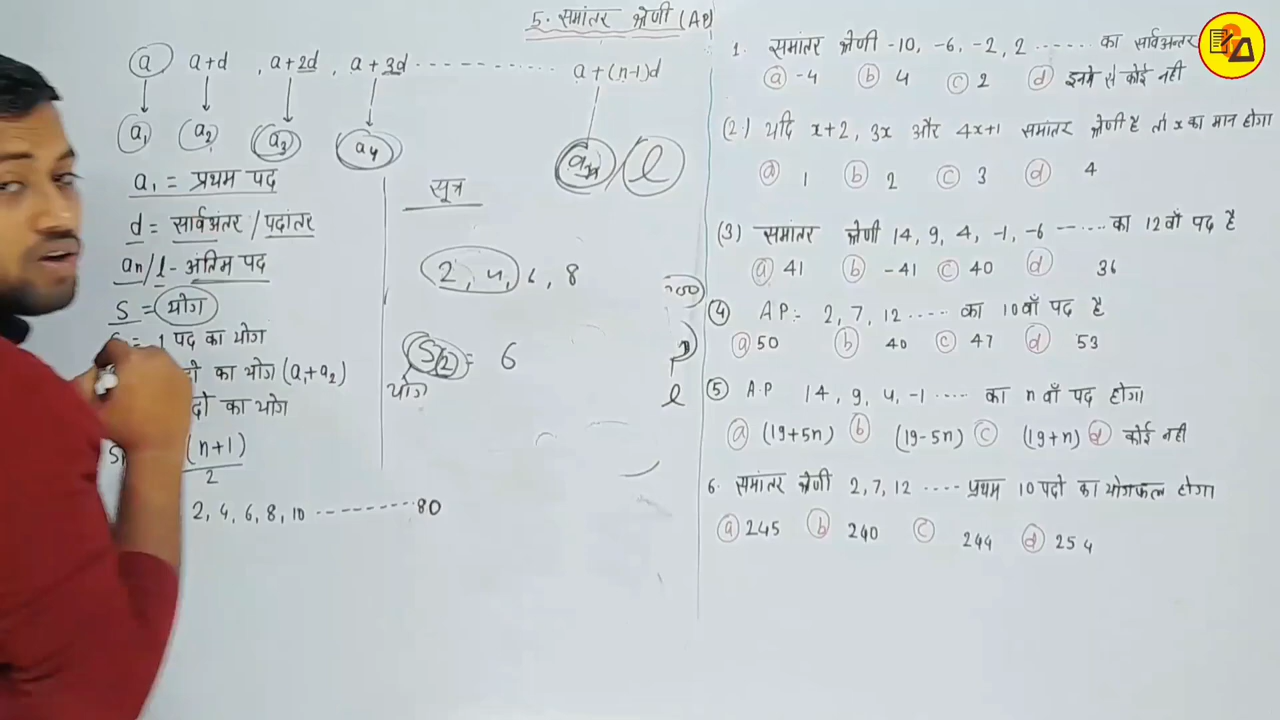 5. समांतर श्रेणी (AP)
a a+d , a+2d , a+3d ----------- a+(n-1)d
a1 a2 a3 a4 an / l
a1 = प्रथम पद
d = सार्वअंतर / पदांतर
an/l - अंतिम पद
S = योग
1 पद का योग
का योग (a1+a2)
का योग
(n+1)
2
2, 4, 6, 8, 10 --------- 80
सूत्र
2, 4, 6, 8
S(2) = 6
योग
n
l
1. समांतर श्रेणी -10, -6, -2, 2 ...... का सार्वअंतर
(a) -4 (b) 4 (c) 2 (d) इनमे से कोई नही
(2) यदि x+2, 3x और 4x+1 समांतर श्रेणी है तो x का मान होगा
(a) 1 (b) 2 (c) 3 (d) 4
(3) समांतर श्रेणी 14, 9, 4, -1, -6 ------ का 12वाँ पद है
(a) 41 (b) -41 (c) 40 (d) 36
(4) AP:- 2, 7, 12 ..... का 10वाँ पद है
(a) 50 (b) 40 (c) 47 (d) 53
(5) A.P 14, 9, 4, -1 ..... का n वाँ पद होगा
(a) (19+5n) (b) (19-5n) (c) (19+n) (d) कोई नही
6. समांतर श्रेणी 2, 7, 12 ..... प्रथम 10 पदो का योगफल होगा
(a) 245 (b) 240 (c) 244 (d) 254